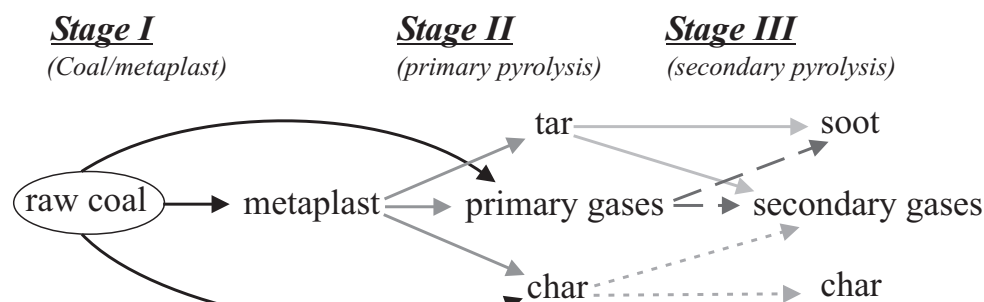 Stage I Stage II Stage III
(Coal/metaplast) (primary pyrolysis) (secondary pyrolysis)
tar soot
raw coal metaplast primary gases secondary gases
char char